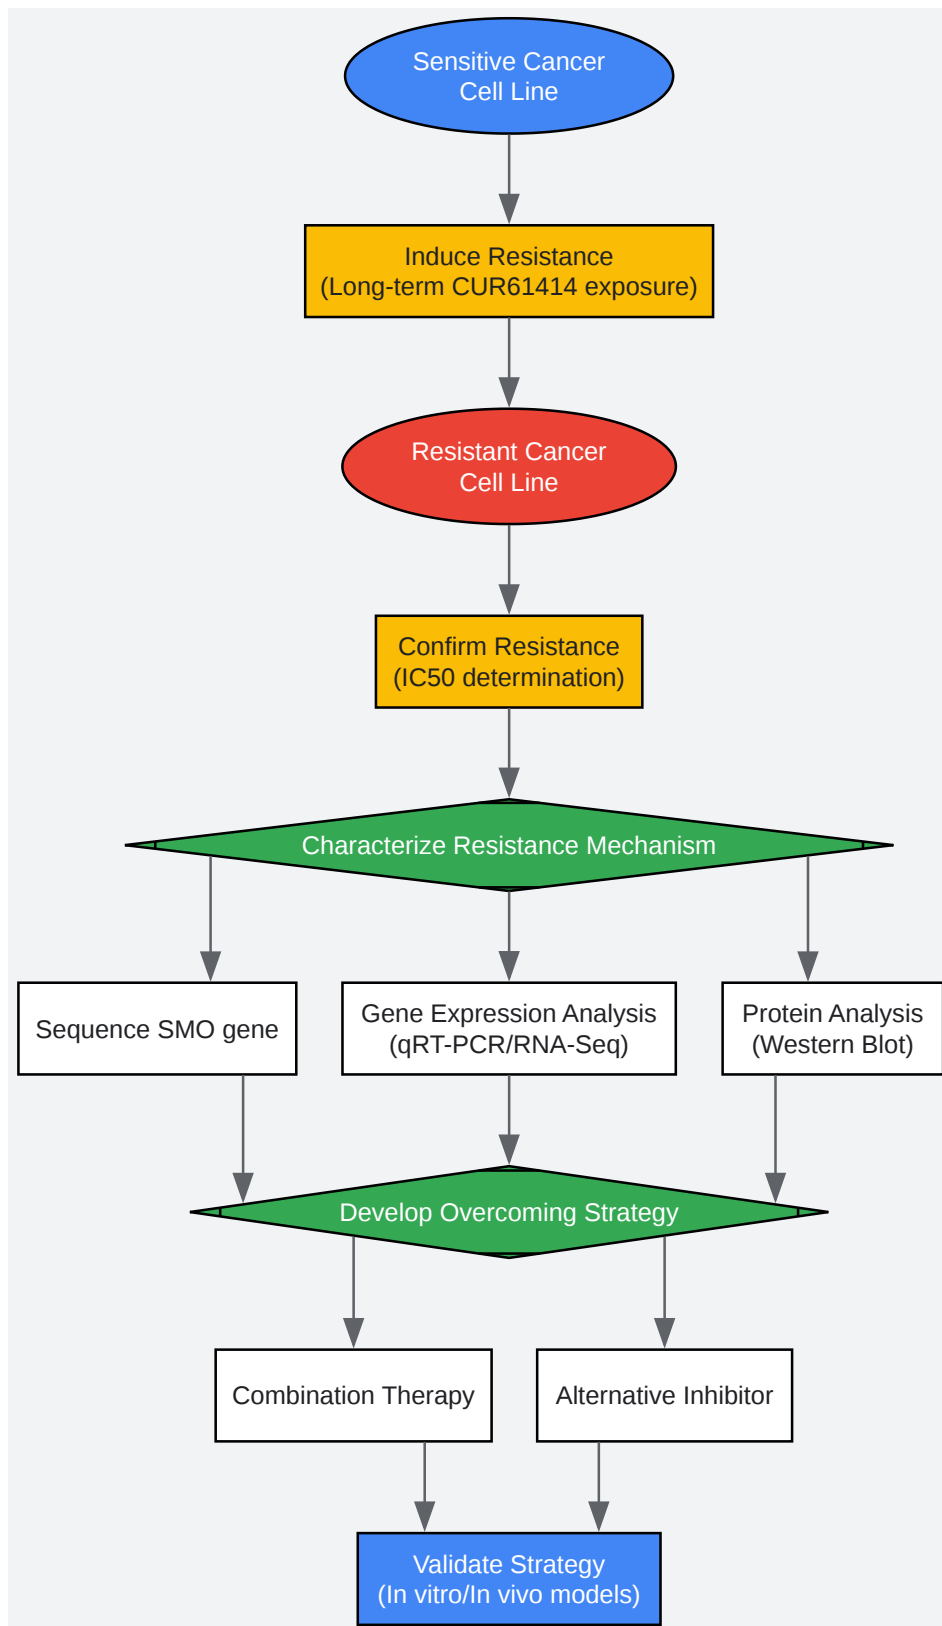 Sensitive Cancer
Cell Line
Induce Resistance
(Long-term CUR61414 exposure)
Resistant Cancer
Cell Line
Confirm Resistance
(IC50 determination)
Characterize Resistance Mechanism
Sequence SMO gene
Gene Expression Analysis
(qRT-PCR/RNA-Seq)
Protein Analysis
(Western Blot)
Develop Overcoming Strategy
Combination Therapy
Alternative Inhibitor
Validate Strategy
(In vitro/In vivo models)